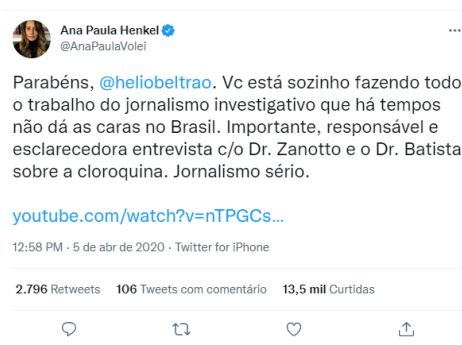 Ana Paula Henkel
@AnaPaulaVolei
Parabéns, @heliobeltrao. Vc está sozinho fazendo todo
o trabalho do jornalismo investigativo que há tempos
não dá as caras no Brasil. Importante, responsável e
esclarecedora entrevista c/o Dr. Zanotto e o Dr. Batista
sobre a cloroquina. Jornalismo sério.
youtube.com/watch?v=nTPGCs...
12:58 PM · 5 de abr de 2020 · Twitter for iPhone
2.796 Retweets 106 Tweets com comentário 13,5 mil Curtidas